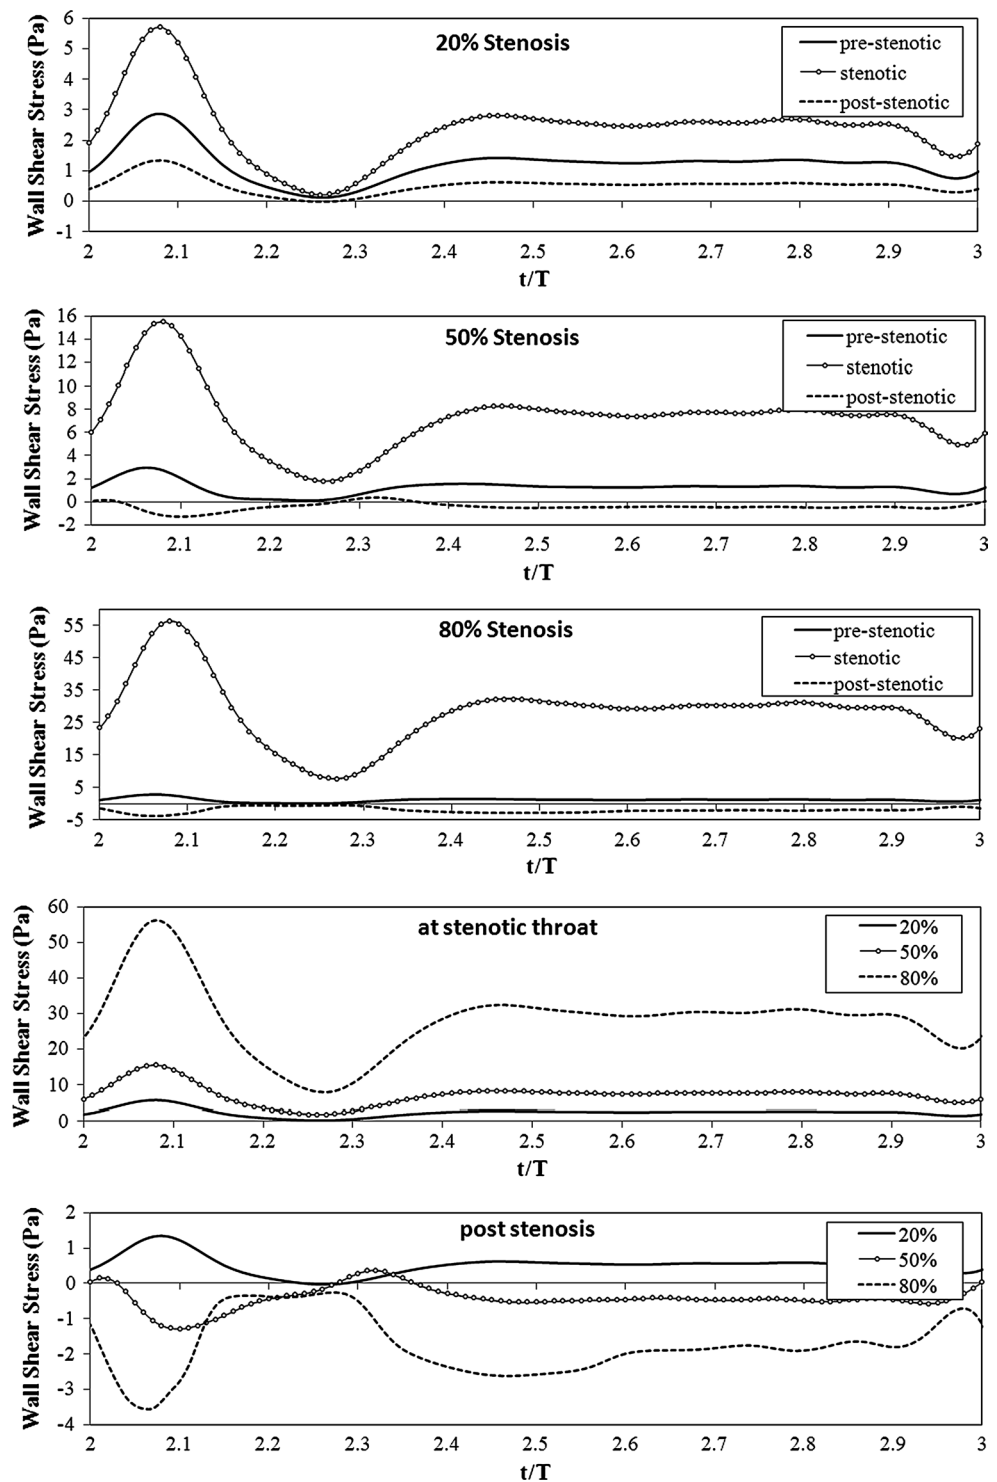 20% Stenosis
Wall Shear Stress (Pa)
6
5
4
3
2
1
0
-1
pre-stenotic
stenotic
post-stenotic
2 2.1 2.2 2.3 2.4 2.5 2.6 2.7 2.8 2.9 3
t/T
50% Stenosis
Wall Shear Stress (Pa)
16
14
12
10
8
6
4
2
0
-2
pre-stenotic
stenotic
post-stenotic
2 2.1 2.2 2.3 2.4 2.5 2.6 2.7 2.8 2.9 3
t/T
80% Stenosis
Wall Shear Stress (Pa)
55
45
35
25
15
5
-5
pre-stenotic
stenotic
post-stenotic
2 2.1 2.2 2.3 2.4 2.5 2.6 2.7 2.8 2.9 3
t/T
at stenotic throat
Wall Shear Stress (Pa)
60
50
40
30
20
10
0
20%
50%
80%
2 2.1 2.2 2.3 2.4 2.5 2.6 2.7 2.8 2.9 3
t/T
post stenosis
Wall Shear Stress (Pa)
2
1
0
-1
-2
-3
-4
20%
50%
80%
2 2.1 2.2 2.3 2.4 2.5 2.6 2.7 2.8 2.9 3
t/T